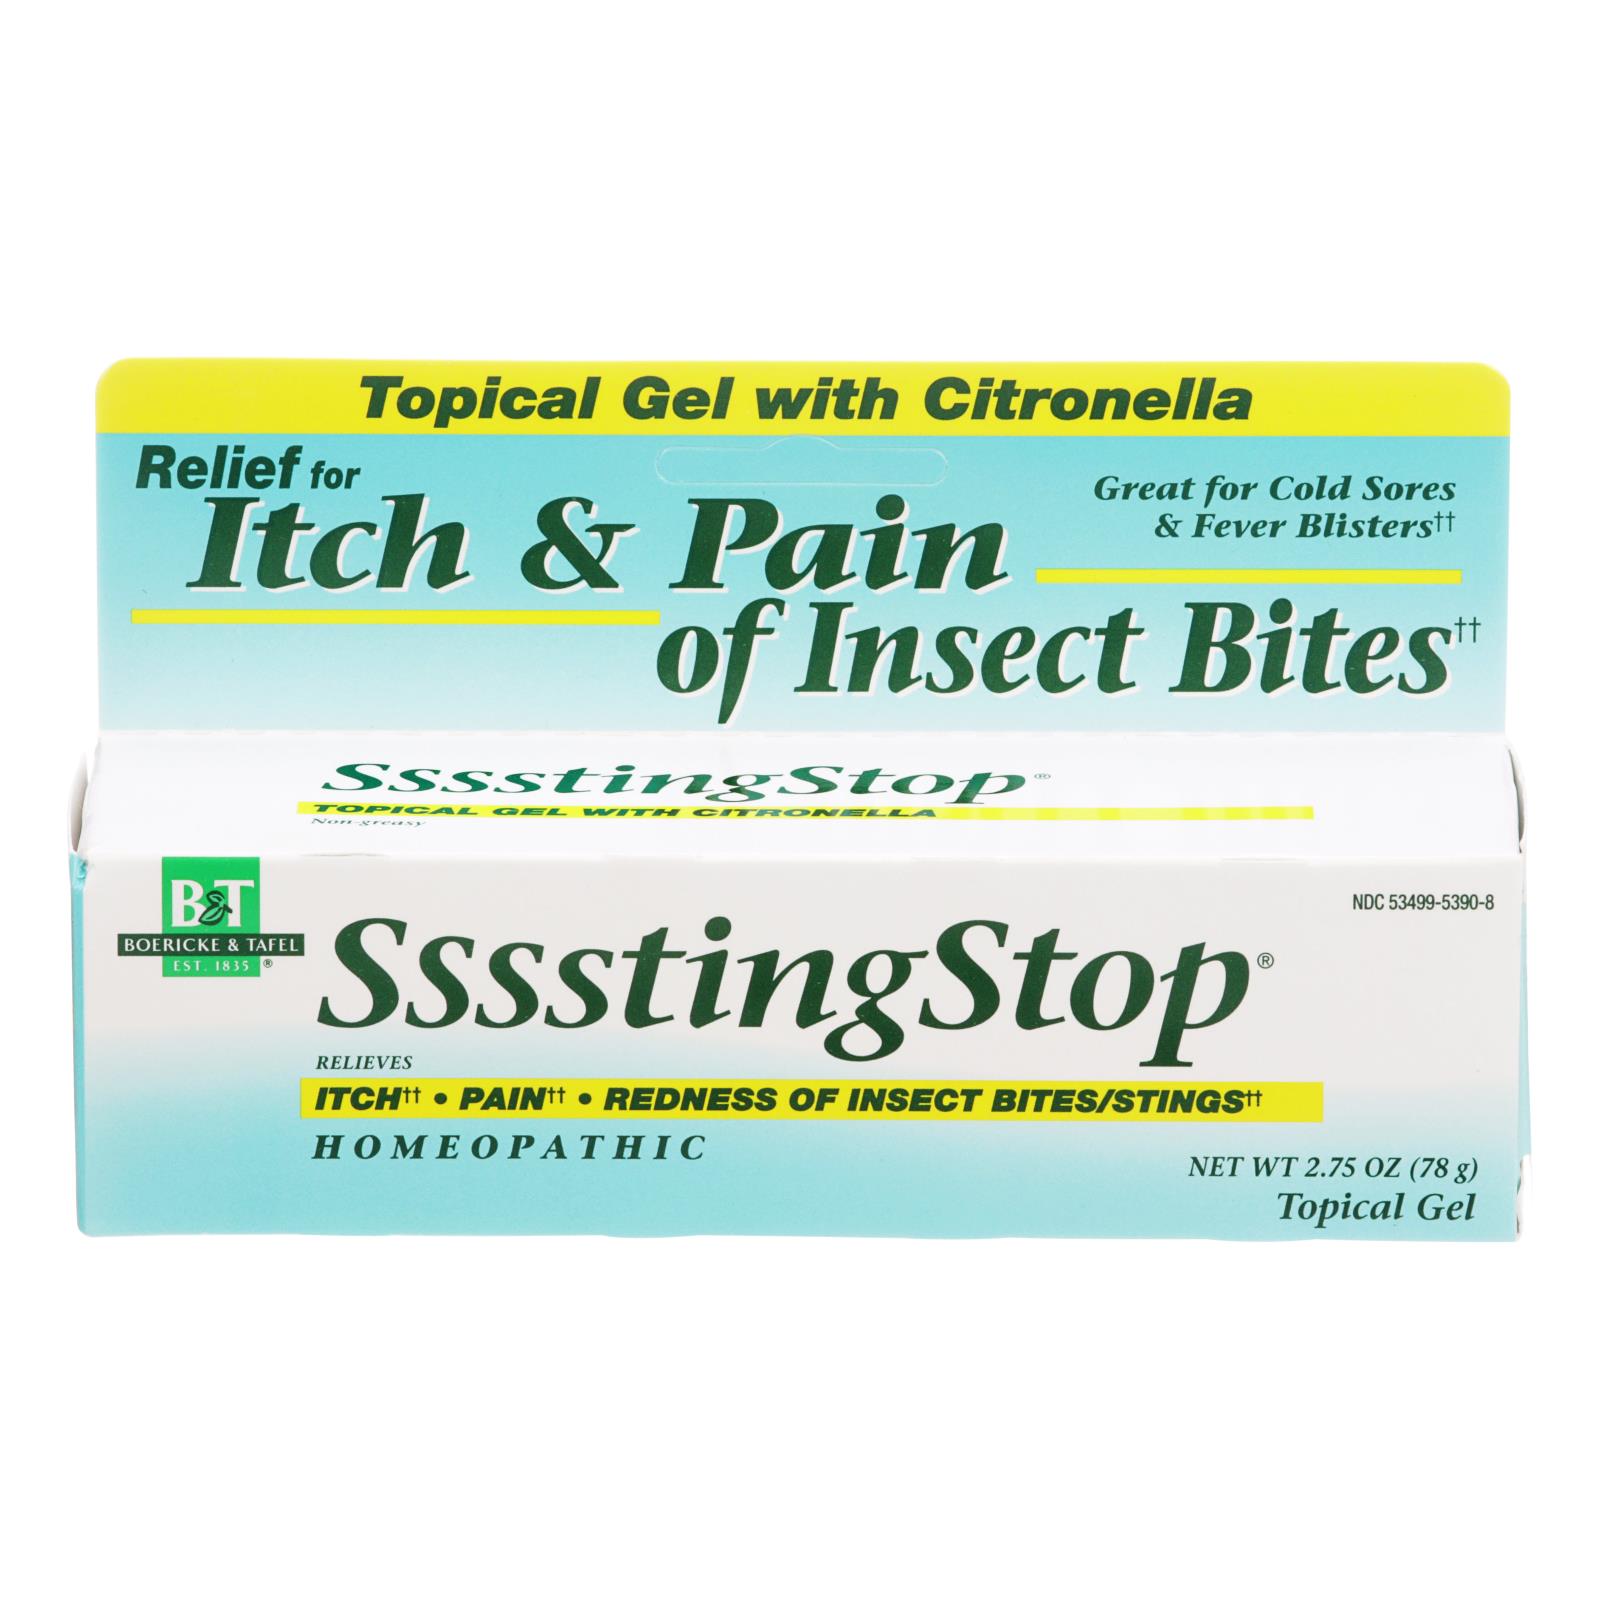 Topical Gel with Citronella
Relief for
Itch & Pain
of Insect Bites††
Great for Cold Sores
& Fever Blisters††
SssstingStop®
TOPICAL GEL WITH CITRONELLA
Non-greasy
B&T
BOERICKE & TAFEL
EST. 1835 ®
NDC 53499-5390-8
SssstingStop®
RELIEVES
ITCH†† • PAIN†† • REDNESS OF INSECT BITES/STINGS††
HOMEOPATHIC
NET WT 2.75 OZ (78 g)
Topical Gel